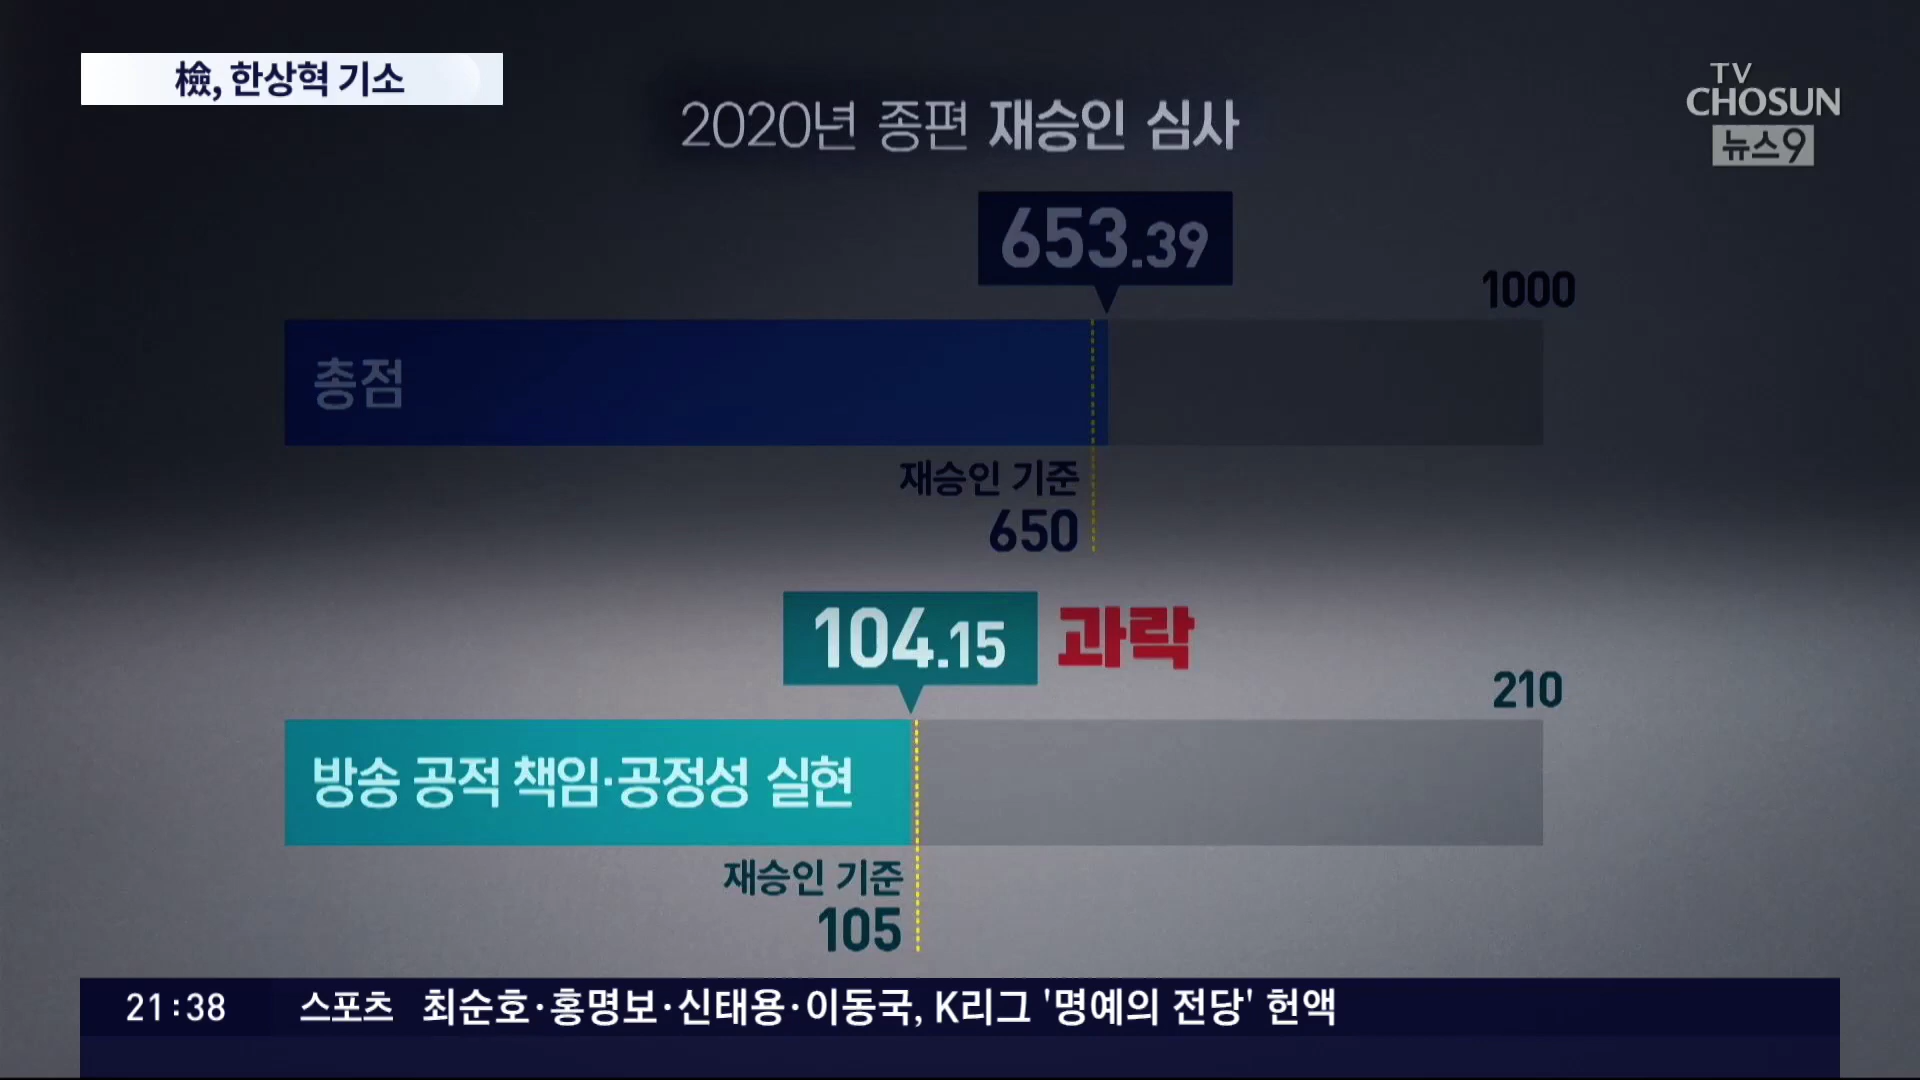 檢, 한상혁 기소
TV
CHOSUN
뉴스9
2020년 종편 재승인 심사
653.39
1000
총점
재승인 기준
650
104.15 과락
210
방송 공적 책임·공정성 실현
재승인 기준
105
21:38 스포츠 최순호·홍명보·신태용·이동국, K리그 '명예의 전당' 헌액